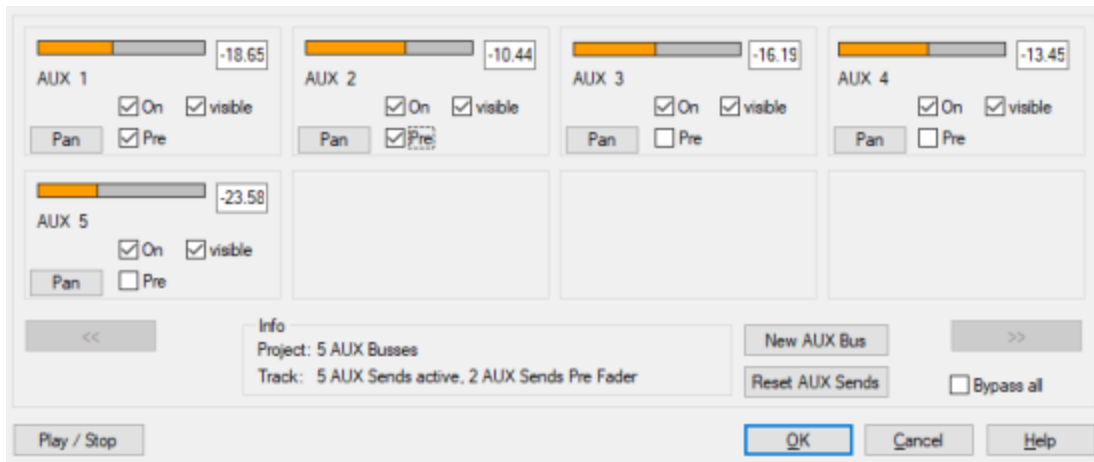 -18.65 -10.44 -16.19 -13.45
AUX 1 AUX 2 AUX 3 AUX 4
On visible On visible On visible On visible
Pan Pre Pan Pre Pan Pre Pan Pre
-23.58
AUX 5
On visible
Pan Pre
<< Info >>
Project: 5 AUX Busses New AUX Bus
Track: 5 AUX Sends active, 2 AUX Sends Pre Fader Reset AUX Sends Bypass all
Play / Stop OK Cancel Help